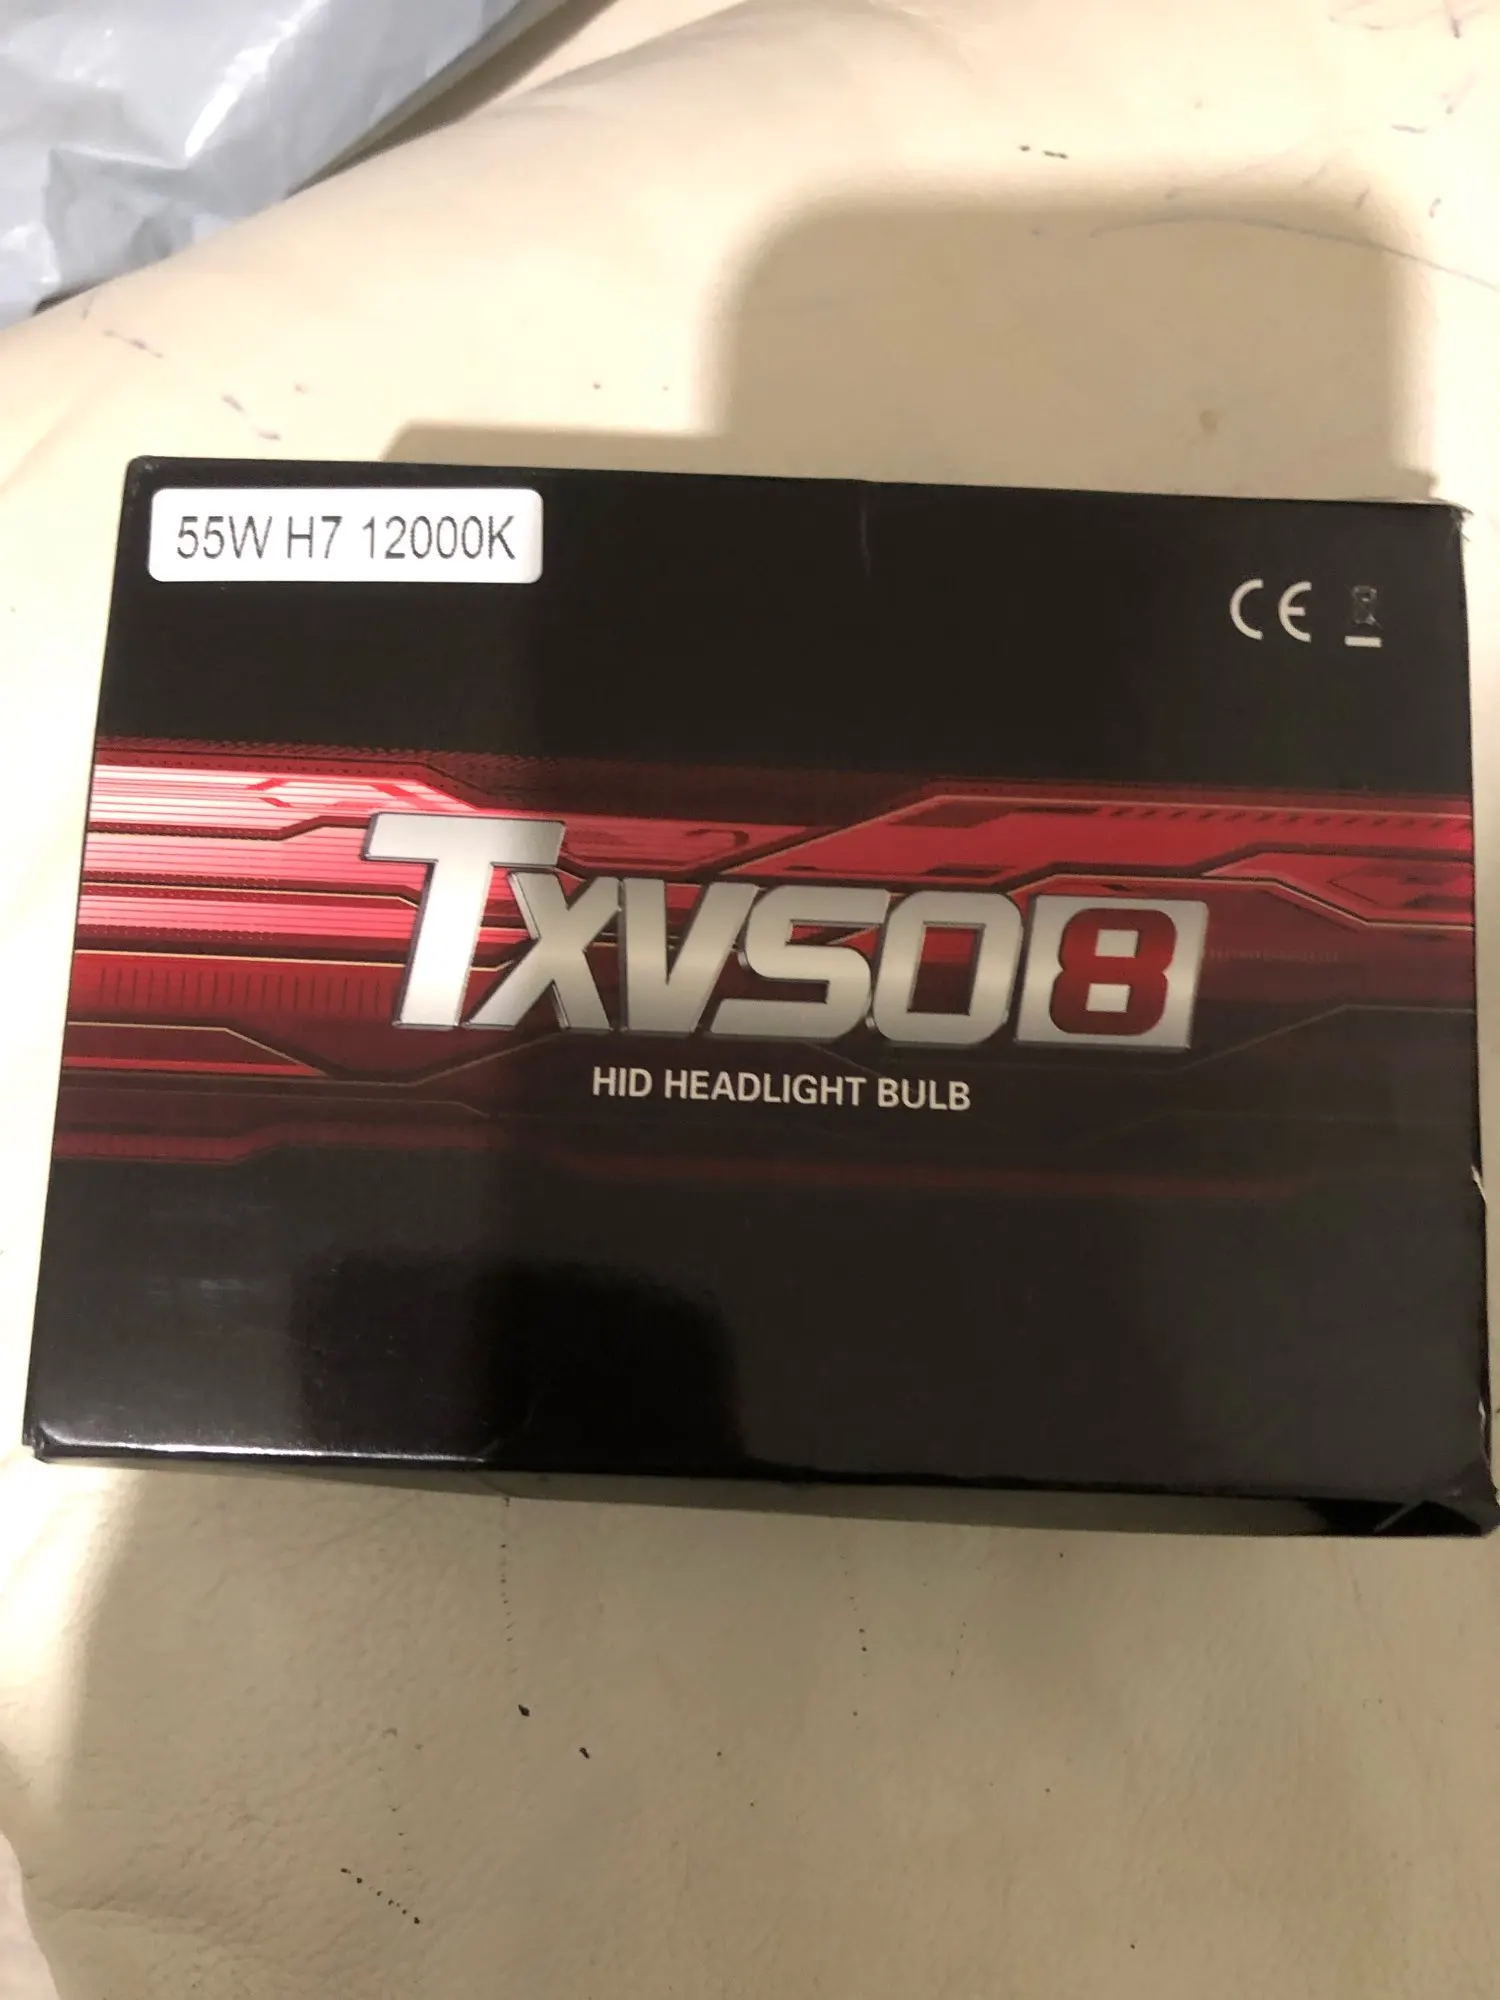 55W H7 12000K
CE
TXVSO8
HID HEADLIGHT BULB